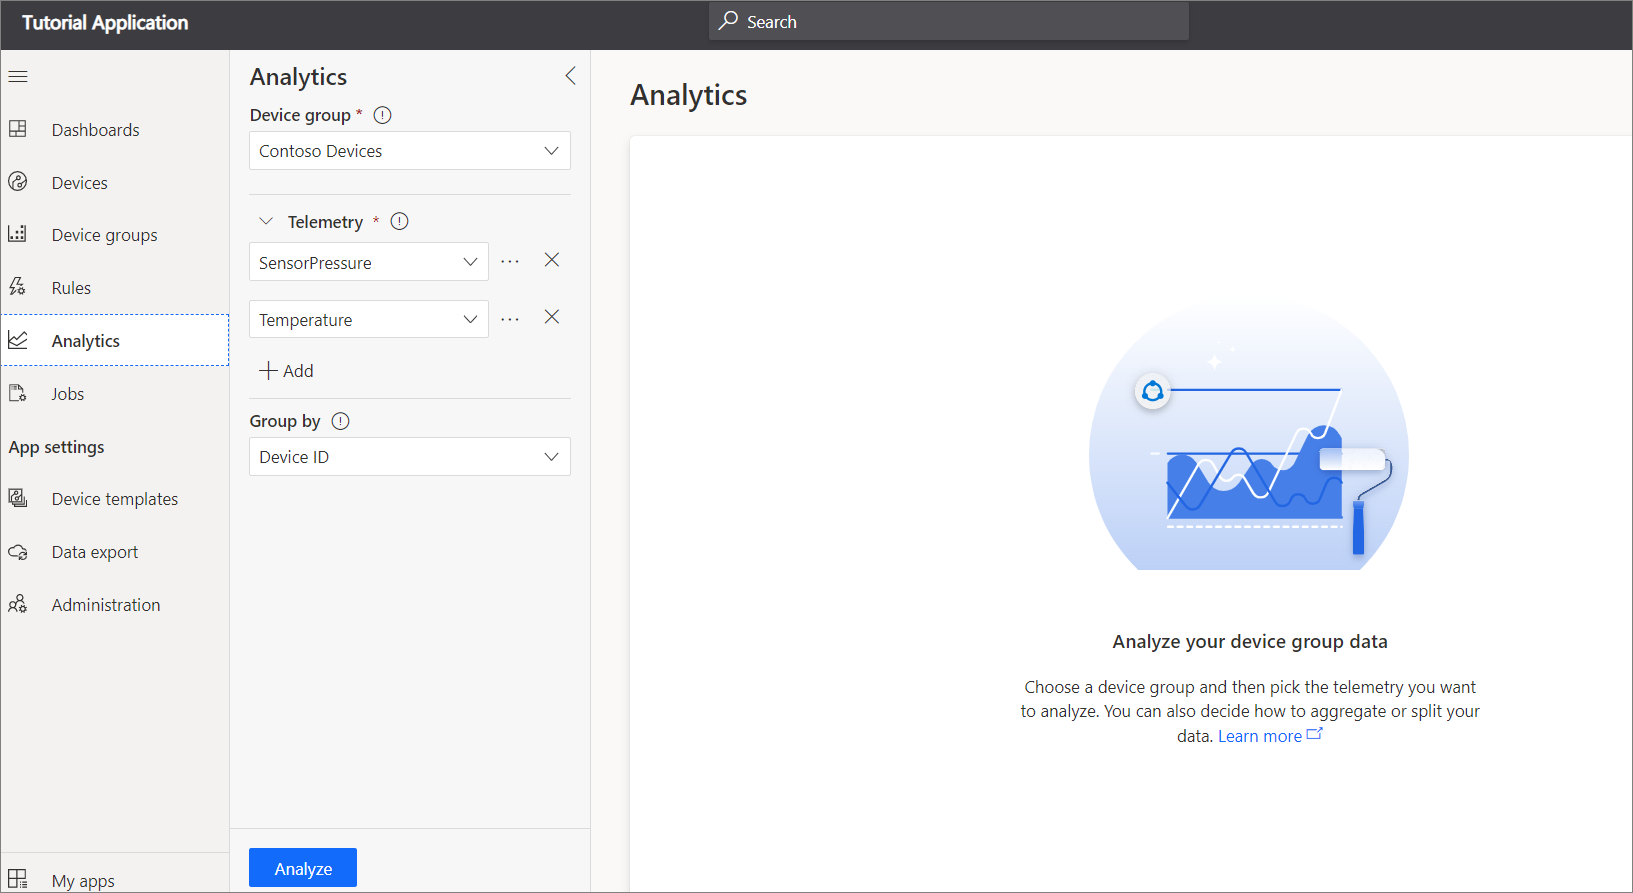 Tutorial Application
Search
Dashboards
Devices
Device groups
Rules
Analytics
Jobs
App settings
Device templates
Data export
Administration
My apps
Analytics
Device group *
Contoso Devices
Telemetry *
SensorPressure
Temperature
Add
Group by
Device ID
Analyze
Analytics
Analyze your device group data
Choose a device group and then pick the telemetry you want
to analyze. You can also decide how to aggregate or split your
data. Learn more